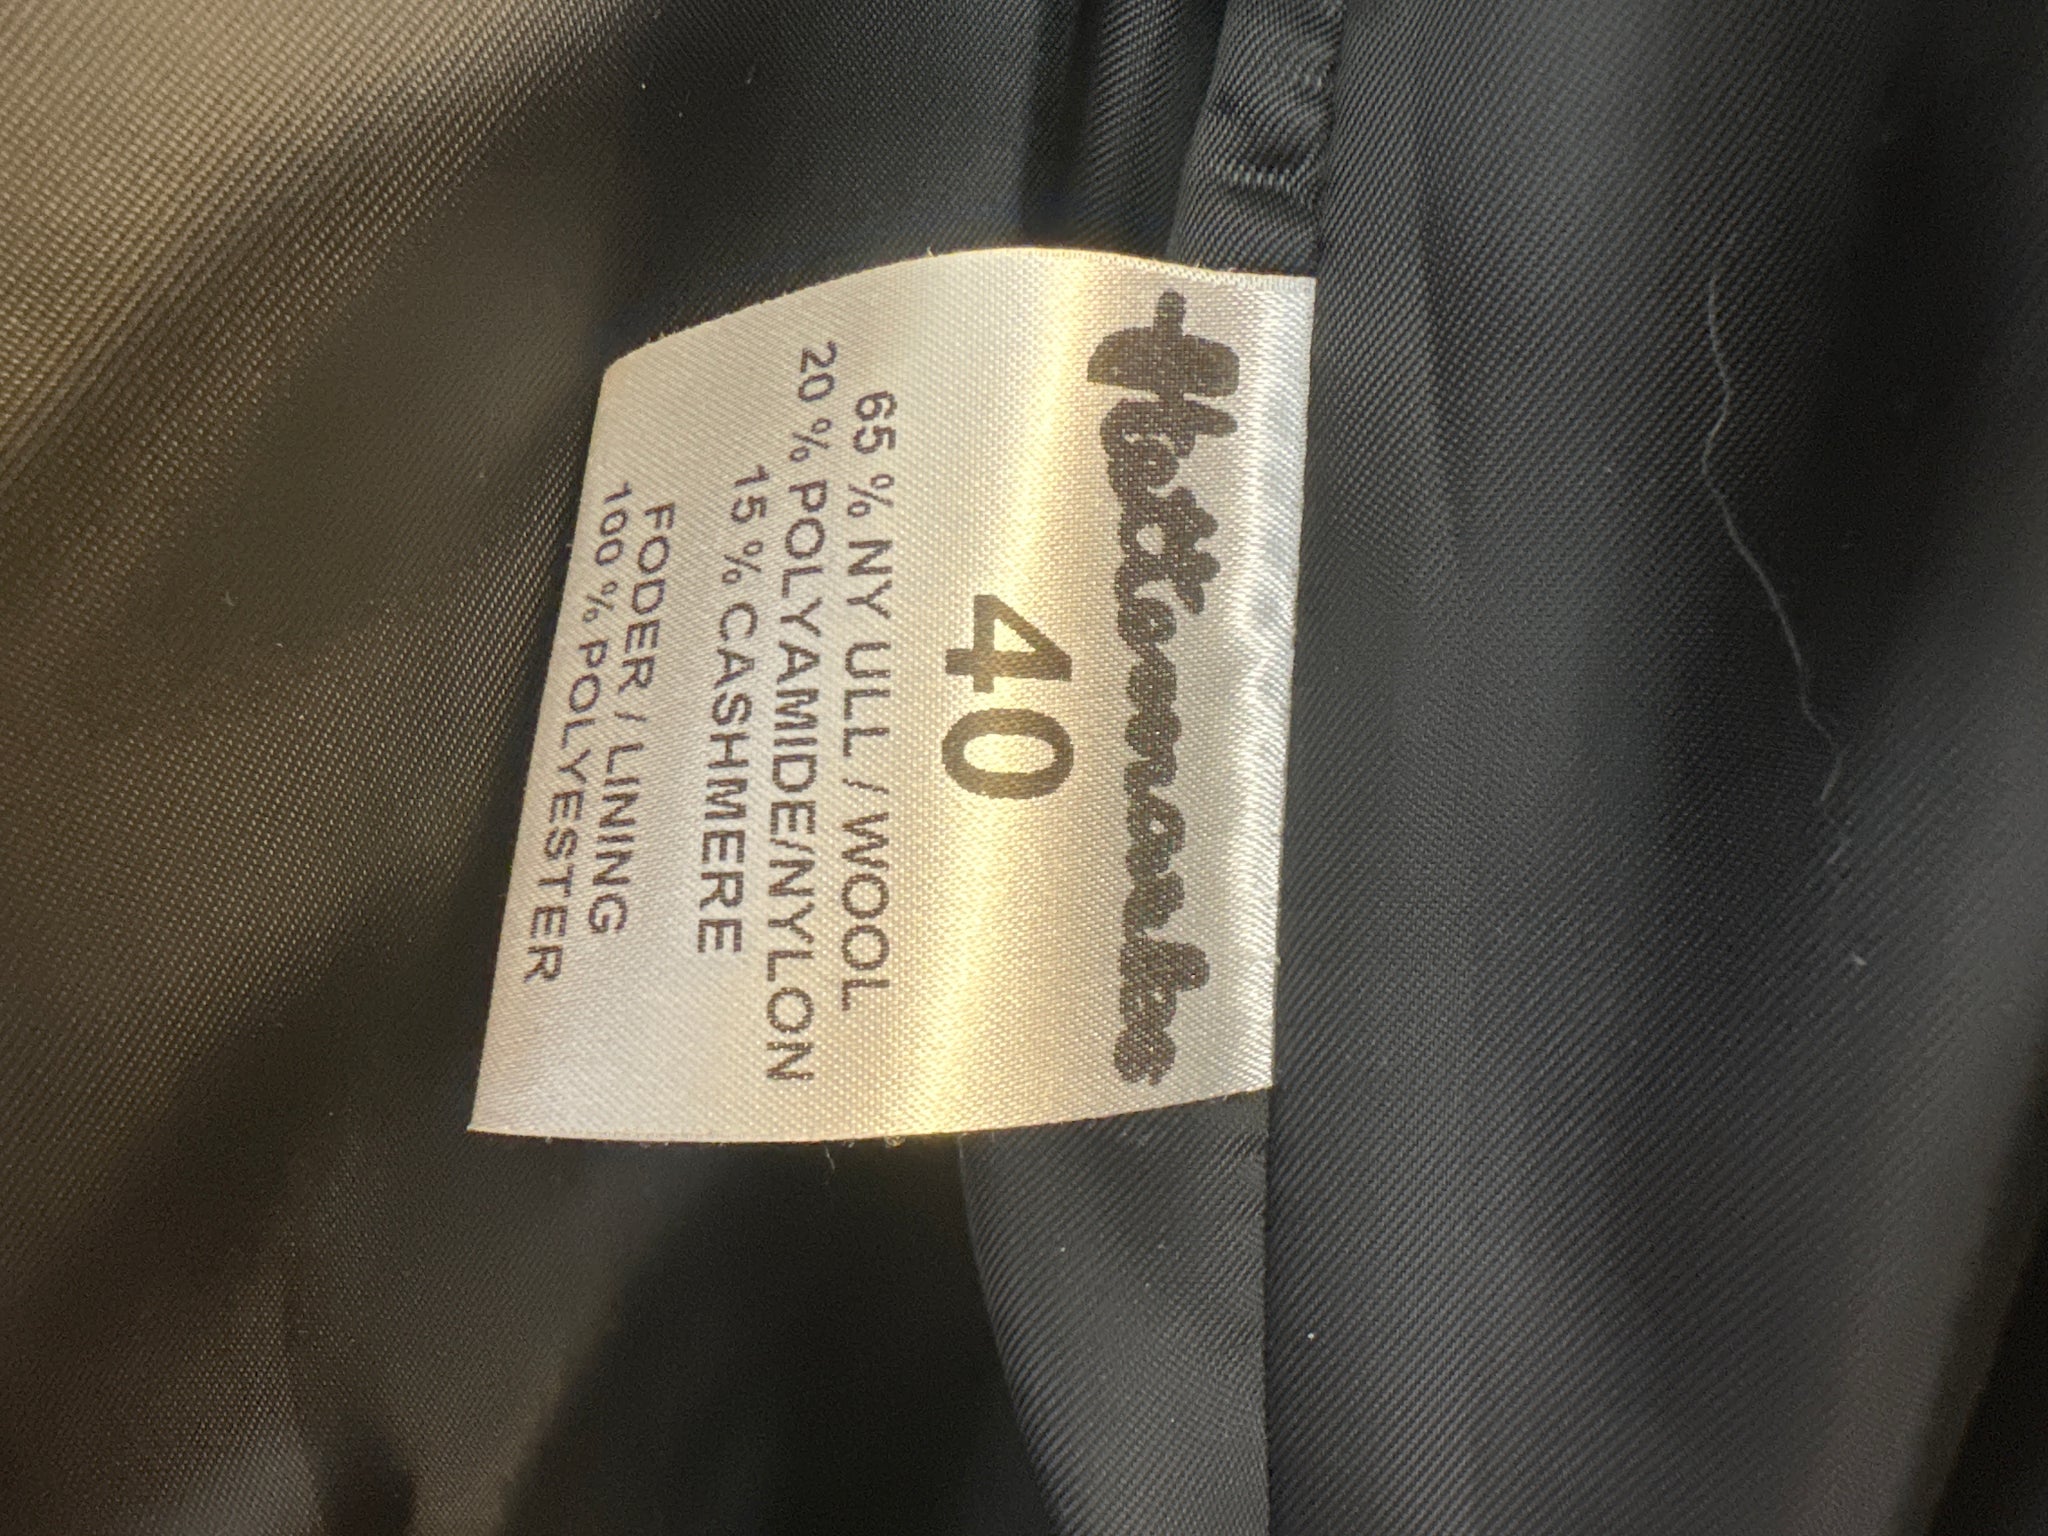 40
65 % NY ULL / WOOL
20 % POLYAMIDE/NYLON
15 % CASHMERE
FODER / LINING
100 % POLYESTER